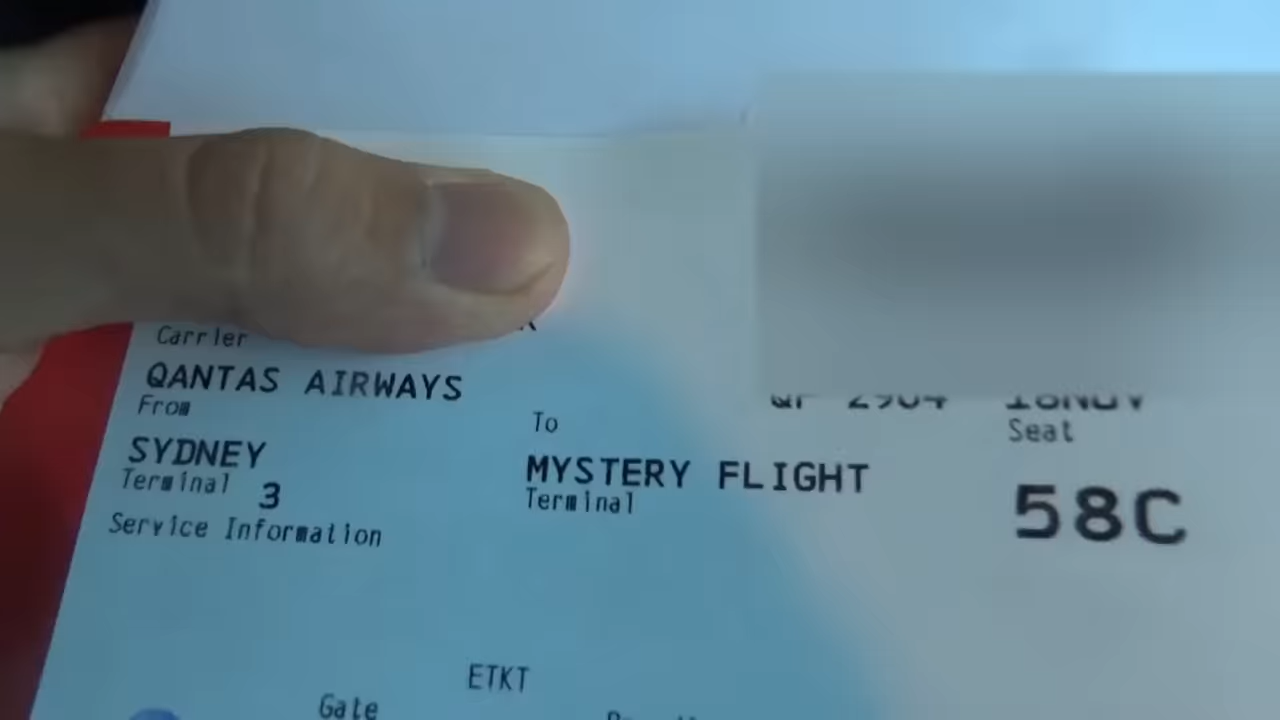 Carrier
QANTAS AIRWAYS
From
To
SYDNEY
MYSTERY FLIGHT
Terminal 3
Terminal
Seat
58C
Service Information
ETKT
Gate